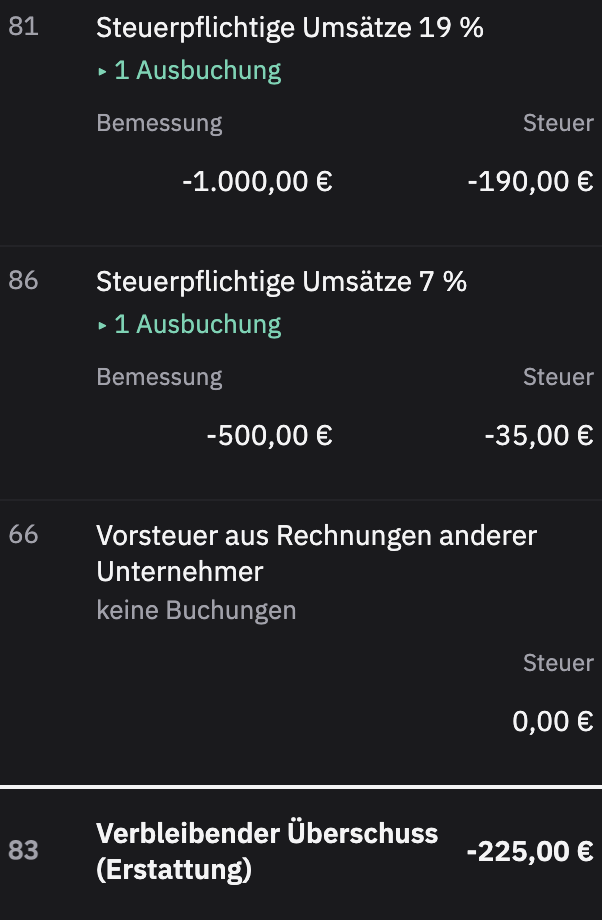 81 Steuerpflichtige Umsätze 19 %
▸ 1 Ausbuchung
Bemessung Steuer
-1.000,00 € -190,00 €
86 Steuerpflichtige Umsätze 7 %
▸ 1 Ausbuchung
Bemessung Steuer
-500,00 € -35,00 €
66 Vorsteuer aus Rechnungen anderer
Unternehmer
keine Buchungen
Steuer
0,00 €
83 Verbleibender Überschuss
(Erstattung) -225,00 €